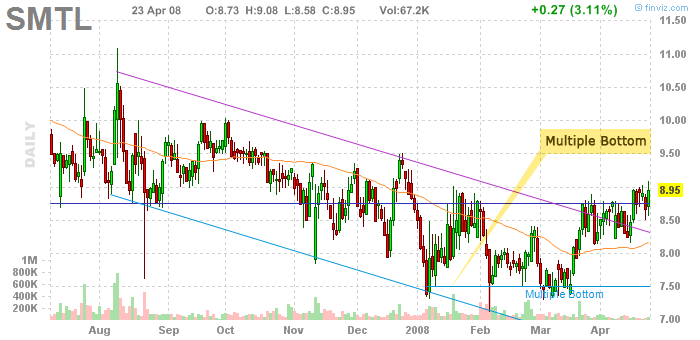 SMTL
23 Apr 08 O:8.73 H:9.08 L:8.58 C:8.95 Vol:67.2K
© finviz.com
+0.27 (3.11%)
DAILY
11.50
11.00
10.50
10.00
9.50
8.95
8.50
8.00
7.50
7.00
Multiple Bottom
1M
800K
600K
400K
200K
Multiple Bottom
Aug Sep Oct Nov Dec 2008 Feb Mar Apr